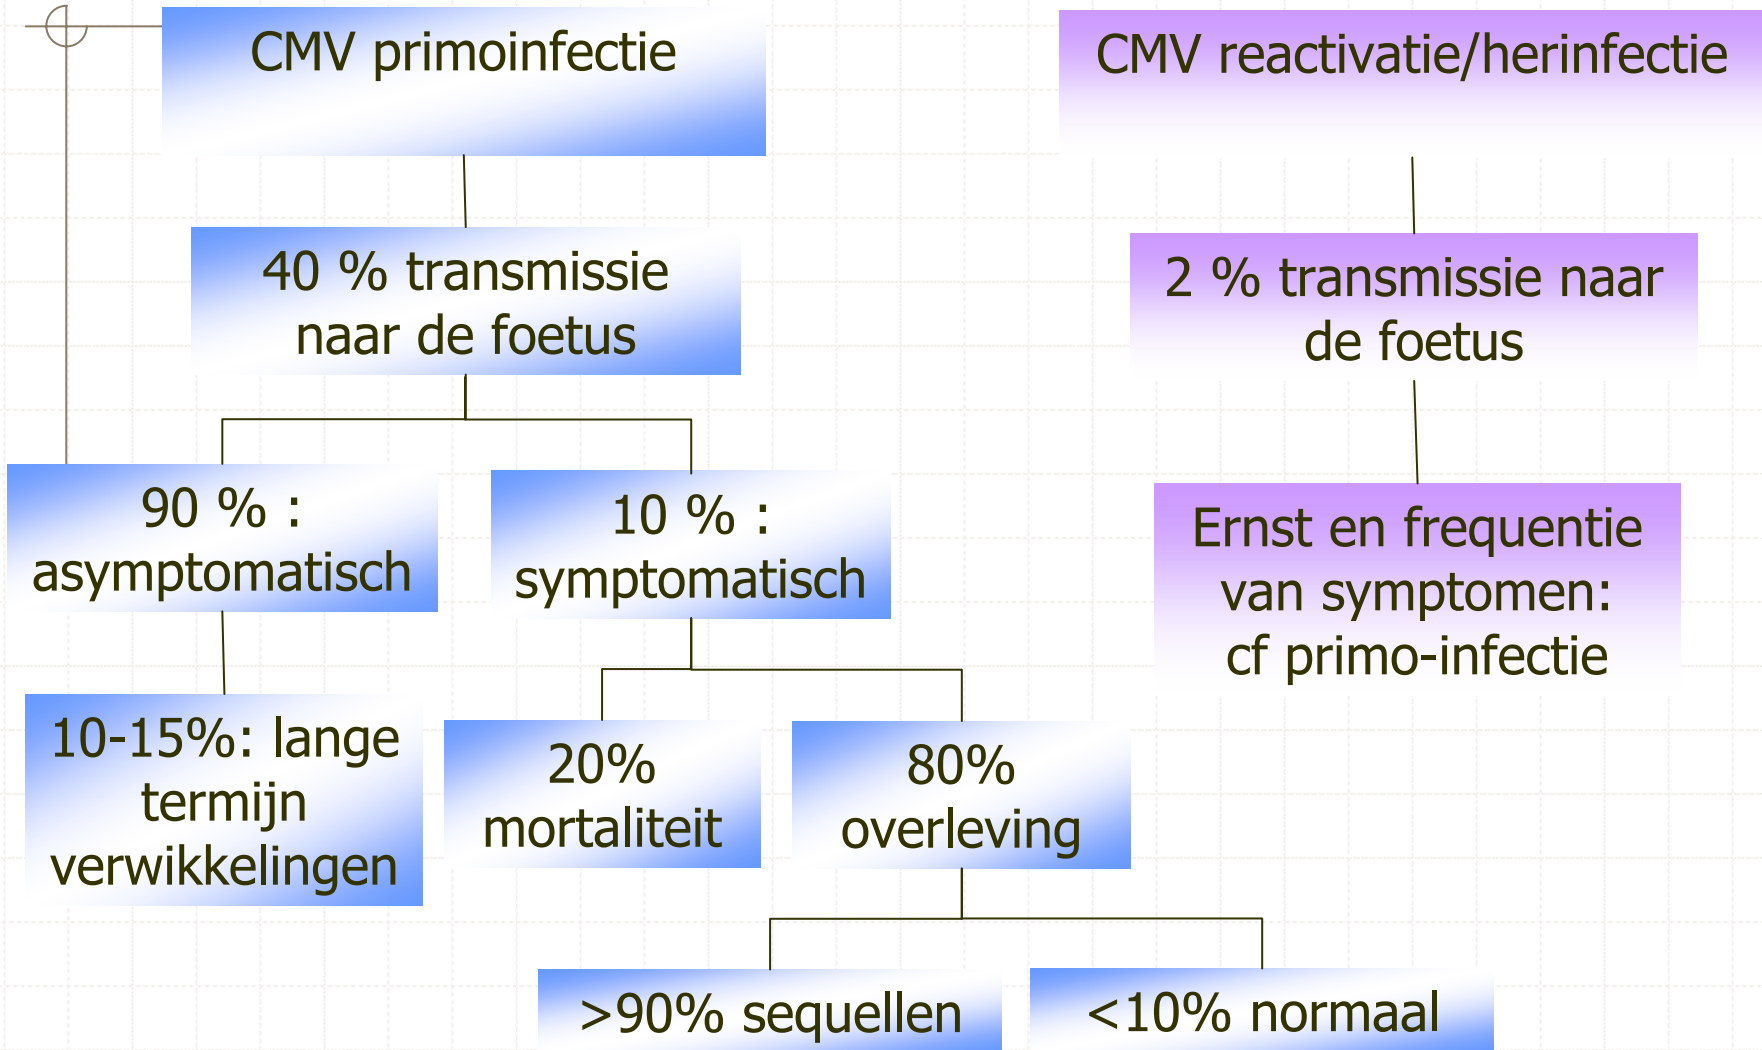 CMV primoinfectie
CMV reactivatie/herinfectie
40 % transmissie
naar de foetus
2 % transmissie naar
de foetus
90 % :
asymptomatisch
10 % :
symptomatisch
Ernst en frequentie
van symptomen:
cf primo-infectie
10-15%: lange
termijn
verwikkelingen
20%
mortaliteit
80%
overleving
>90% sequellen
<10% normaal